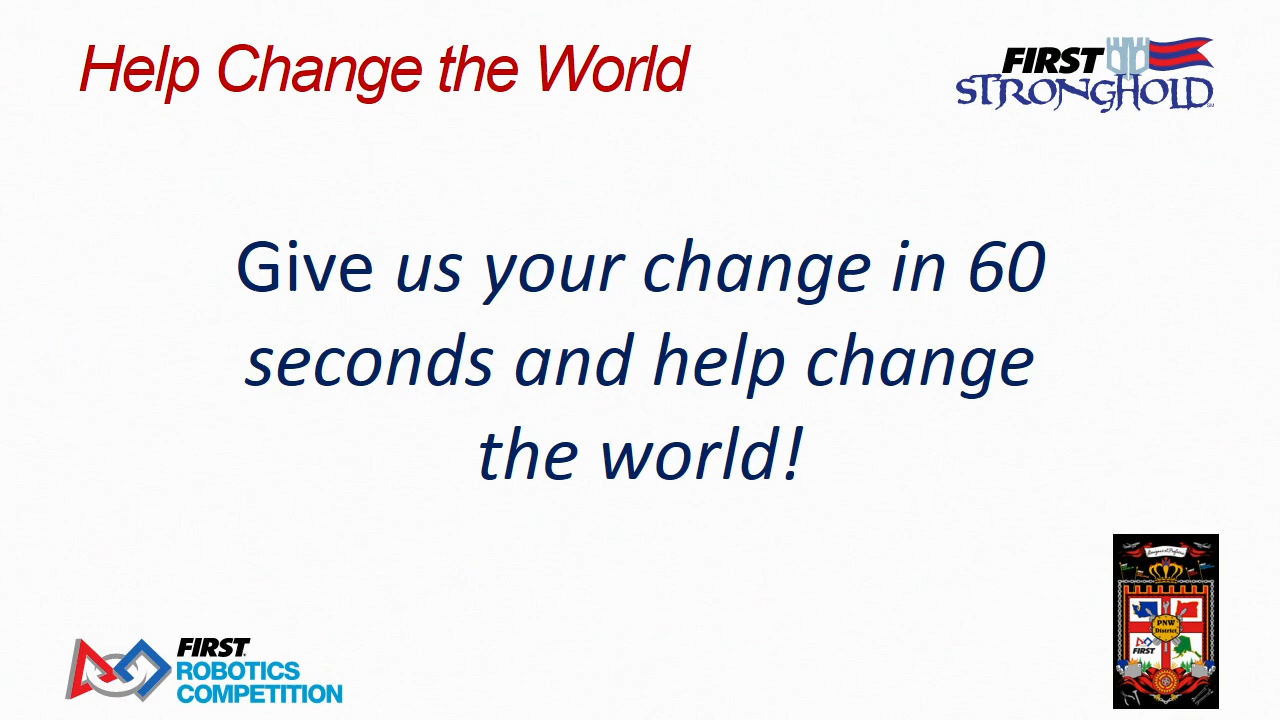 Help Change the World
FIRST
STRONGHOLD
SM
Give us your change in 60
seconds and help change
the world!
PNW
District
FIRST
FIRST
ROBOTICS
COMPETITION